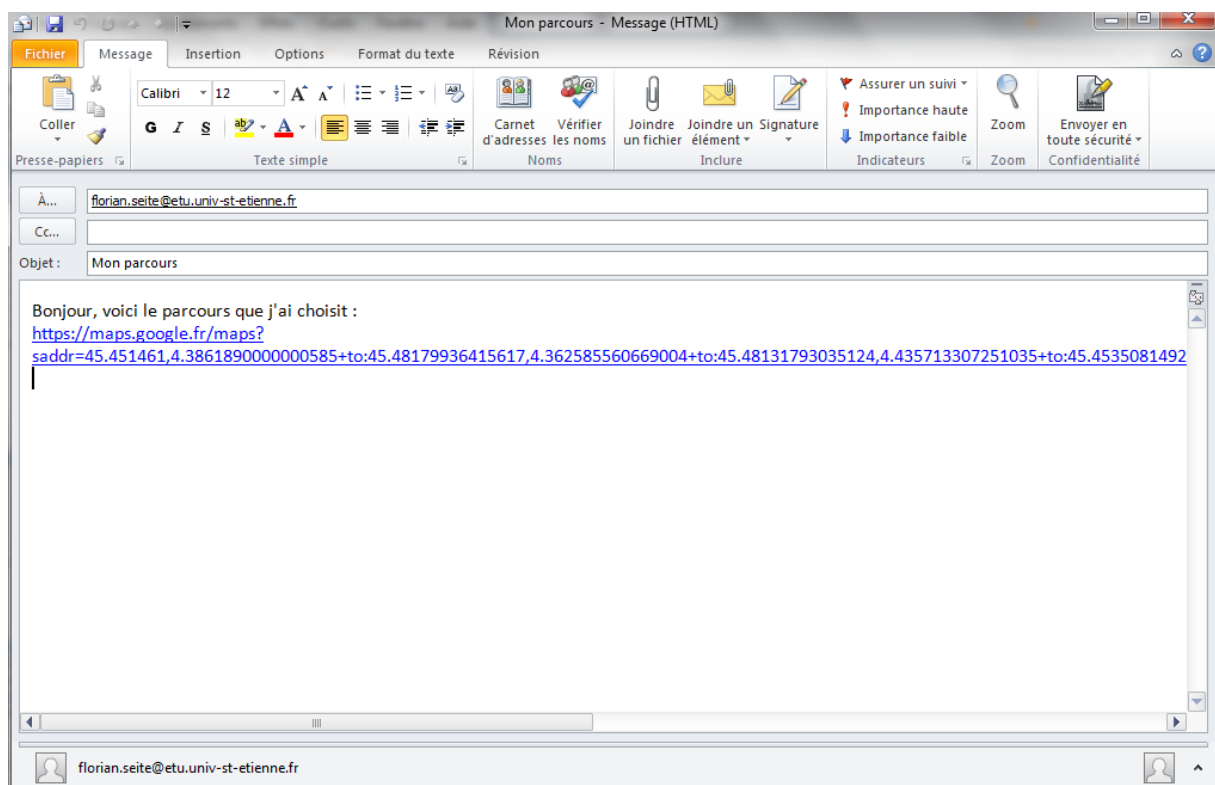 Mon parcours - Message (HTML)
Fichier Message Insertion Options Format du texte Révision
Calibri 12
Coller
G I S
Carnet d'adresses
Vérifier les noms
Joindre un fichier
Joindre un élément
Signature
Assurer un suivi
Importance haute
Importance faible
Zoom
Envoyer en toute sécurité
Presse-papiers Texte simple Noms Inclure Indicateurs Zoom Confidentialité
À... florian.seite@etu.univ-st-etienne.fr
Cc...
Objet : Mon parcours
Bonjour, voici le parcours que j'ai choisit :
https://maps.google.fr/maps?
saddr=45.451461,4.3861890000000585+to:45.48179936415617,4.362585560669004+to:45.48131793035124,4.435713307251035+to:45.4535081492
florian.seite@etu.univ-st-etienne.fr